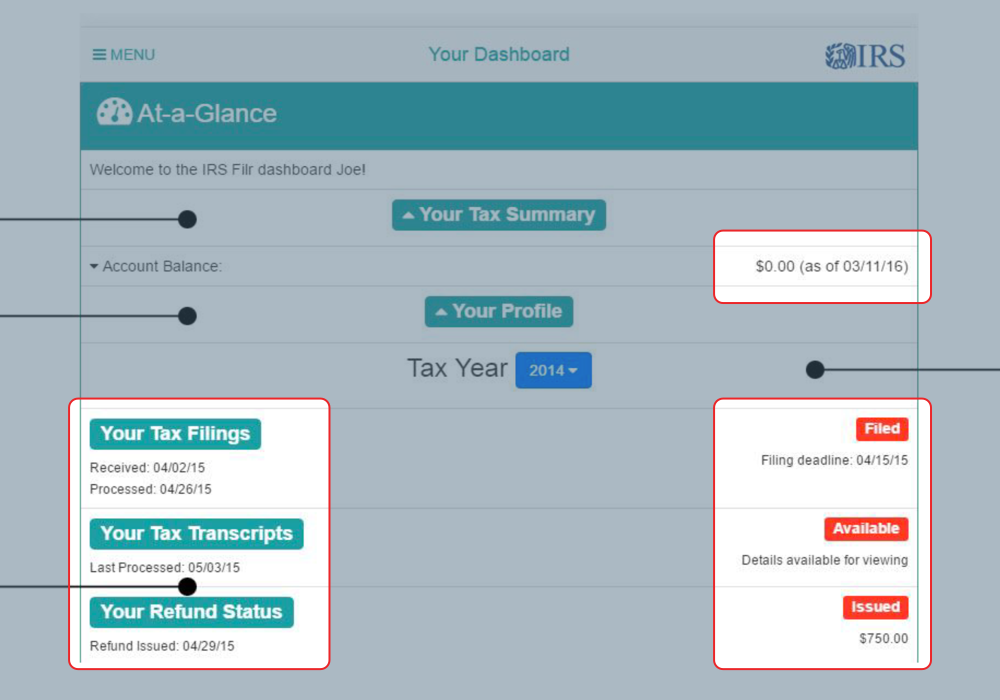 MENU
Your Dashboard
IRS
At-a-Glance
Welcome to the IRS Filr dashboard Joe!
Your Tax Summary
Account Balance:
$0.00 (as of 03/11/16)
Your Profile
Tax Year 2014
Your Tax Filings
Filed
Received: 04/02/15
Filing deadline: 04/15/15
Processed: 04/26/15
Your Tax Transcripts
Available
Last Processed: 05/03/15
Details available for viewing
Your Refund Status
Issued
Refund Issued: 04/29/15
$750.00